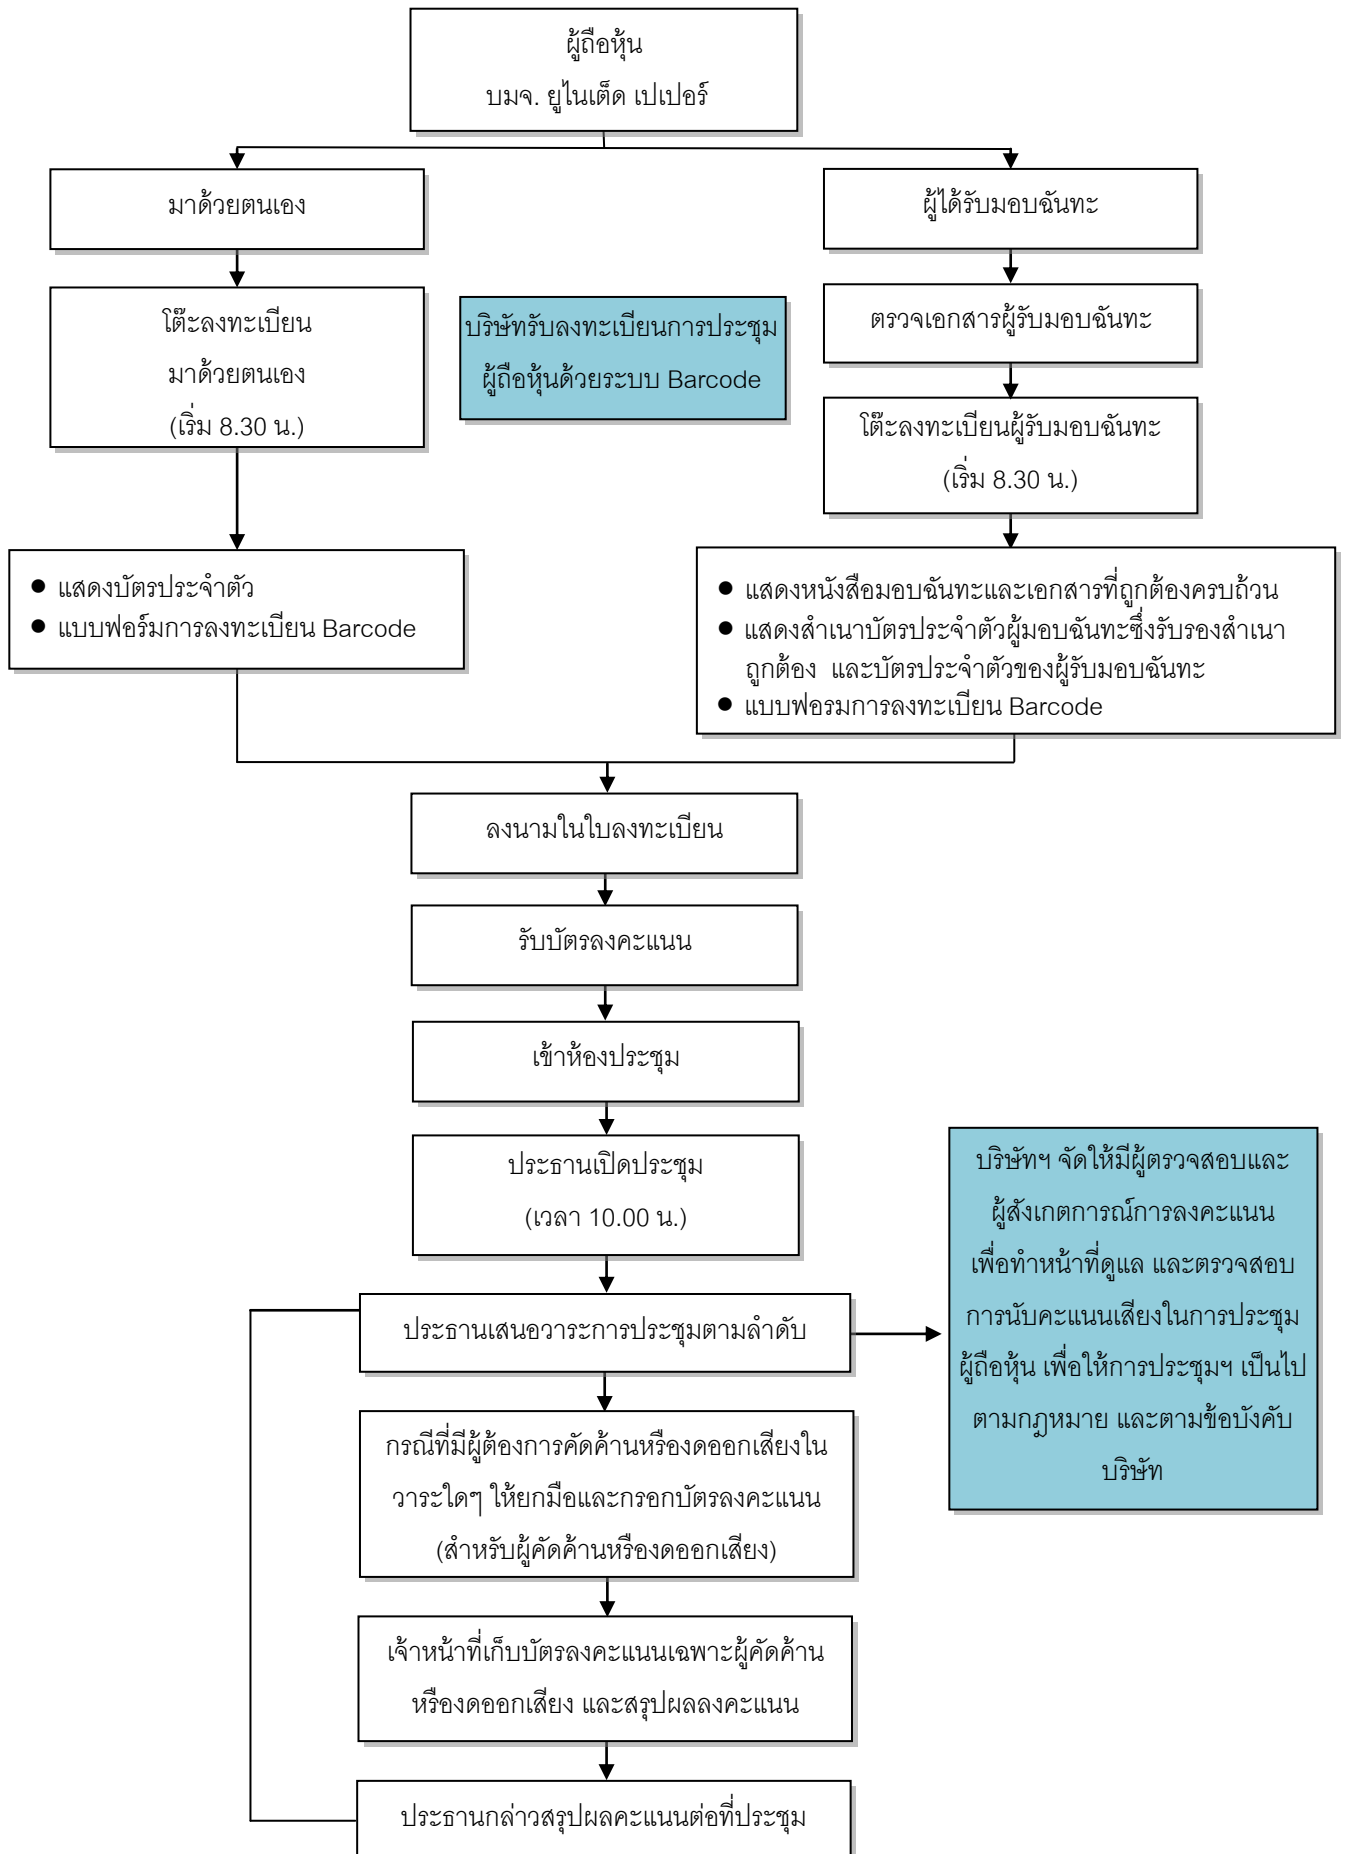 ผู้ถือหุ้น
บมจ. ยูไนเต็ด เปเปอร์
มาด้วยตนเอง
ผู้ได้รับมอบฉันทะ
โต๊ะลงทะเบียน
มาด้วยตนเอง
(เริ่ม 8.30 น.)
บริษัทรับลงทะเบียนการประชุม
ผู้ถือหุ้นด้วยระบบ Barcode
ตรวจเอกสารผู้รับมอบฉันทะ
โต๊ะลงทะเบียนผู้รับมอบฉันทะ
(เริ่ม 8.30 น.)
● แสดงบัตรประจำตัว
● แบบฟอร์มการลงทะเบียน Barcode
● แสดงหนังสือมอบฉันทะและเอกสารที่ถูกต้องครบถ้วน
● แสดงสำเนาบัตรประจำตัวผู้มอบฉันทะซึ่งรับรองสำเนา
ถูกต้อง และบัตรประจำตัวของผู้รับมอบฉันทะ
● แบบฟอรมการลงทะเบียน Barcode
ลงนามในใบลงทะเบียน
รับบัตรลงคะแนน
เข้าห้องประชุม
ประธานเปิดประชุม
(เวลา 10.00 น.)
บริษัทฯ จัดให้มีผู้ตรวจสอบและ
ผู้สังเกตการณ์การลงคะแนน
เพื่อทำหน้าที่ดูแล และตรวจสอบ
การนับคะแนนเสียงในการประชุม
ผู้ถือหุ้น เพื่อให้การประชุมฯ เป็นไป
ตามกฎหมาย และตามข้อบังคับ
บริษัท
ประธานเสนอวาระการประชุมตามลำดับ
กรณีที่มีผู้ต้องการคัดค้านหรืองดออกเสียงใน
วาระใดๆ ให้ยกมือและกรอกบัตรลงคะแนน
(สำหรับผู้คัดค้านหรืองดออกเสียง)
เจ้าหน้าที่เก็บบัตรลงคะแนนเฉพาะผู้คัดค้าน
หรืองดออกเสียง และสรุปผลลงคะแนน
ประธานกล่าวสรุปผลคะแนนต่อที่ประชุม